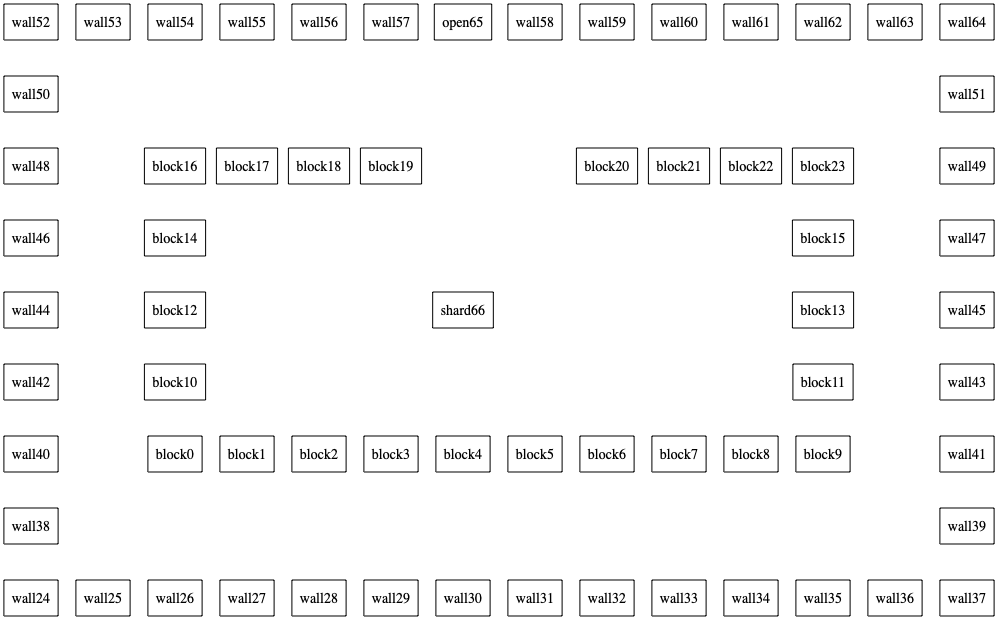 wall52 wall53 wall54 wall55 wall56 wall57 open65 wall58 wall59 wall60 wall61 wall62 wall63 wall64
wall50 wall51
wall48 block16 block17 block18 block19 block20 block21 block22 block23 wall49
wall46 block14 block15 wall47
wall44 block12 shard66 block13 wall45
wall42 block10 block11 wall43
wall40 block0 block1 block2 block3 block4 block5 block6 block7 block8 block9 wall41
wall38 wall39
wall24 wall25 wall26 wall27 wall28 wall29 wall30 wall31 wall32 wall33 wall34 wall35 wall36 wall37